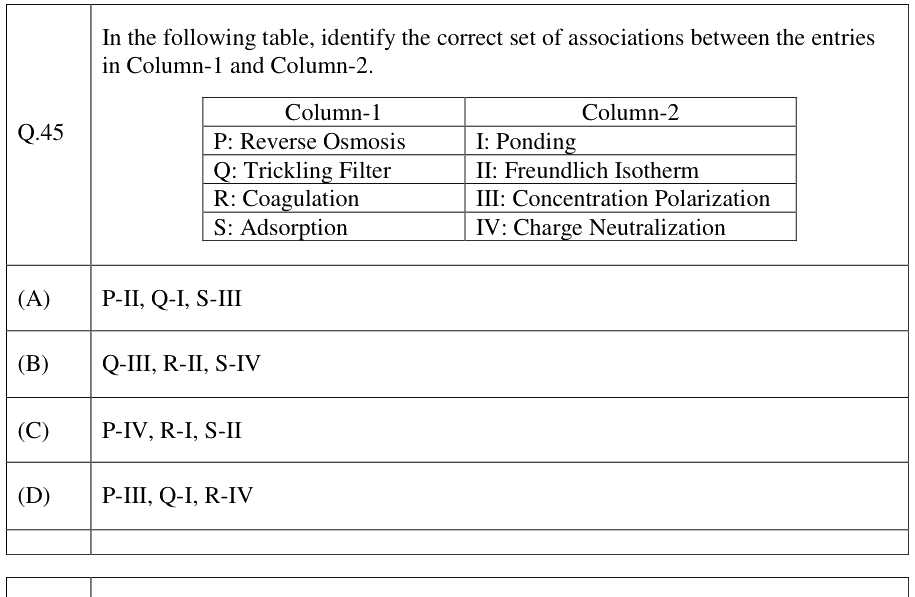 In the following table, identify the correct set of associations between the entries
in Column-1 and Column-2.
Q.45
Column-1 Column-2
P: Reverse Osmosis I: Ponding
Q: Trickling Filter II: Freundlich Isotherm
R: Coagulation III: Concentration Polarization
S: Adsorption IV: Charge Neutralization
(A) P-II, Q-I, S-III
(B) Q-III, R-II, S-IV
(C) P-IV, R-I, S-II
(D) P-III, Q-I, R-IV